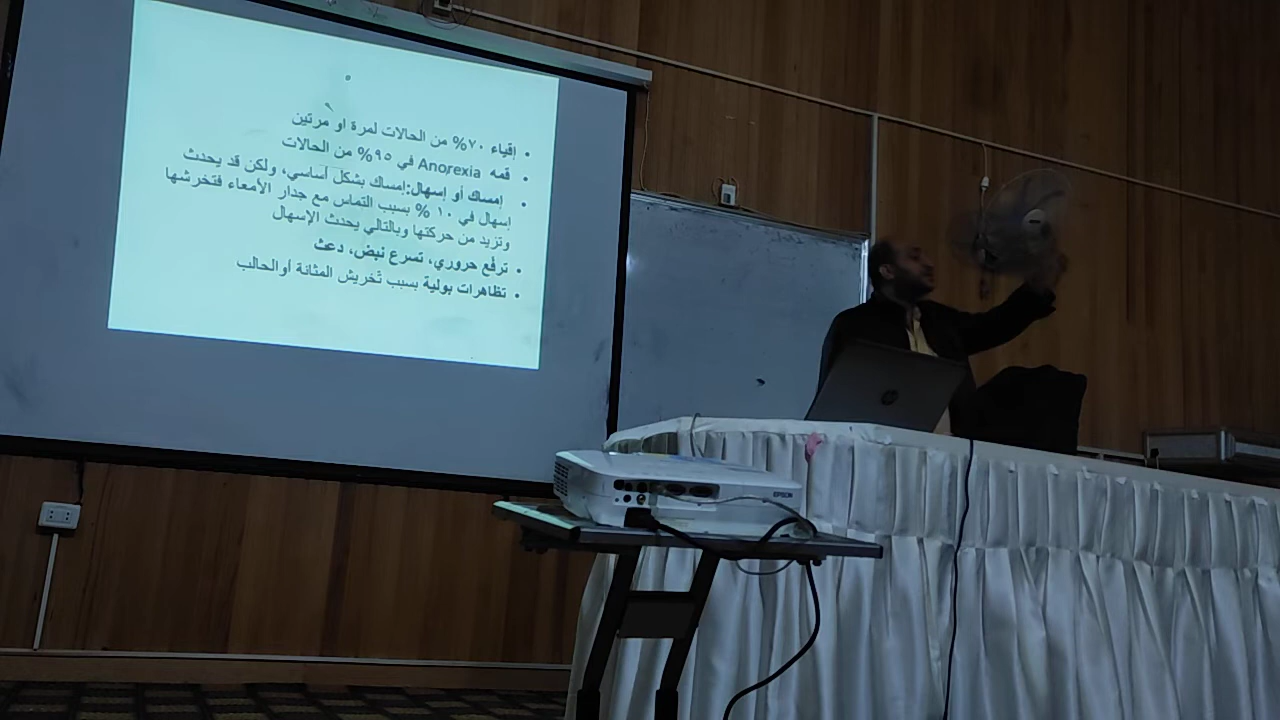 • إقياء ٧٠% من الحالات لمرة او مرتين
• قمه Anorexia في ٩٥% من الحالات
• إمساك أو إسهال:إمساك بشكل أساسي، ولكن قد يحدث
إسهال في ١٠ % بسبب التماس مع جدار الأمعاء فتخرشها
وتزيد من حركتها وبالتالي يحدث الإسهال
• ترفع حروري، تسرع نبض، دعث
• تظاهرات بولية بسبب تخريش المثانة أوالحالب
EPSON
hp